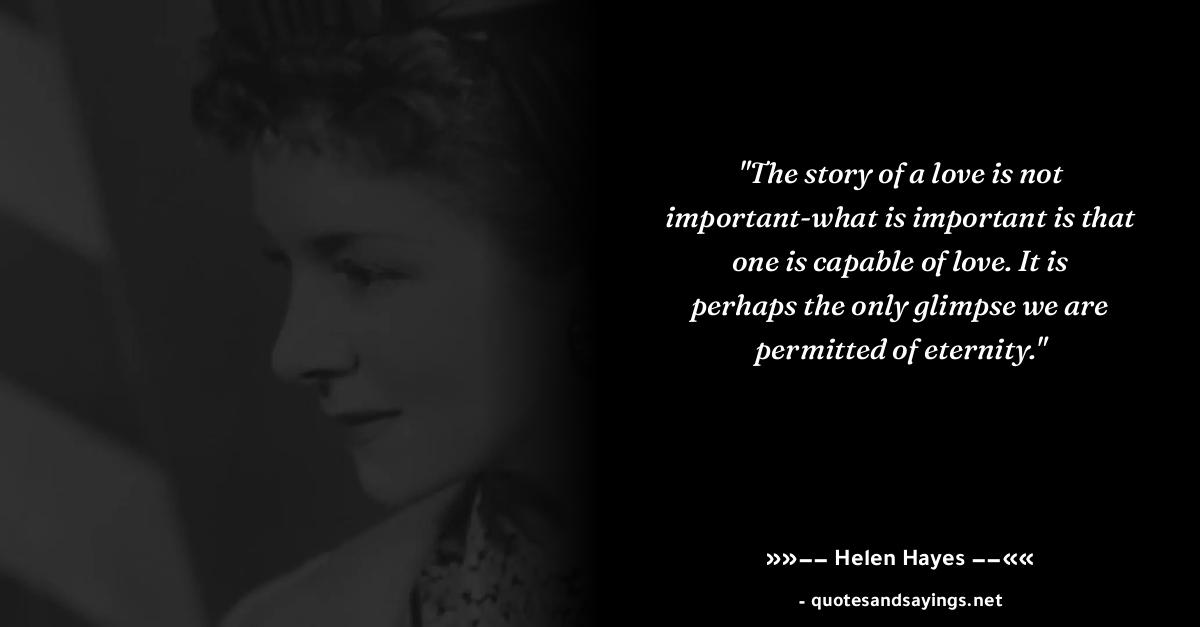 "The story of a love is not
important-what is important is that
one is capable of love. It is
perhaps the only glimpse we are
permitted of eternity."
»»–– Helen Hayes ––««
- quotesandsayings.net